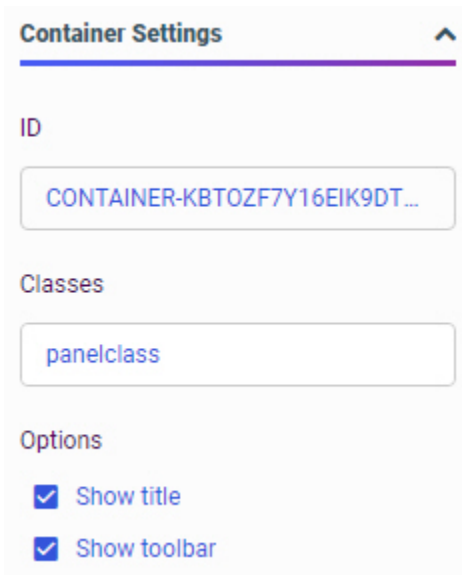 Container Settings
ID
CONTAINER-KBTOZF7Y16EIK9DT...
Classes
panelclass
Options
Show title
Show toolbar